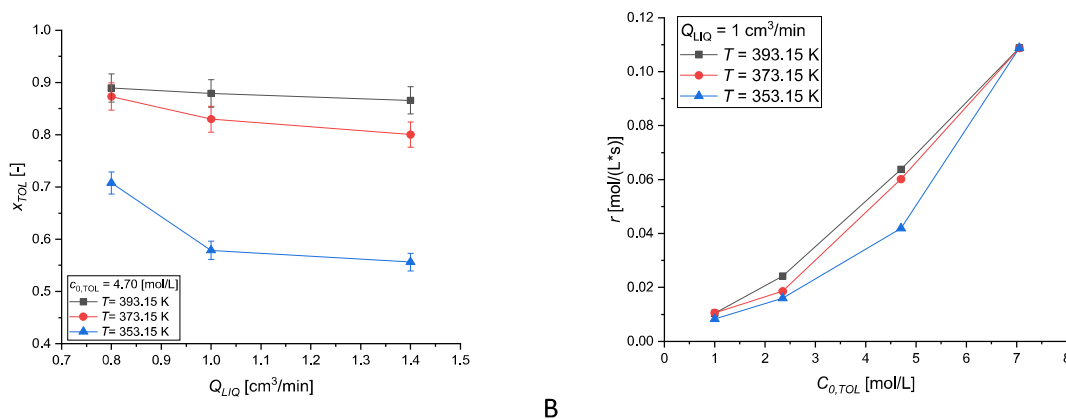 1.0
0.9
0.8
0.7
0.6
0.5
0.4
x_TOL [-]
c_0,TOL = 4.70 [mol/L]
T= 393.15 K
T= 373.15 K
T= 353.15 K
0.7 0.8 0.9 1.0 1.1 1.2 1.3 1.4 1.5
Q_LIQ [cm³/min]
B
Q_LIQ = 1 cm³/min
T = 393.15 K
T = 373.15 K
T = 353.15 K
0.12
0.10
0.08
0.06
0.04
0.02
0.00
r [mol/(L*s)]
0 1 2 3 4 5 6 7 8
C_0,TOL [mol/L]